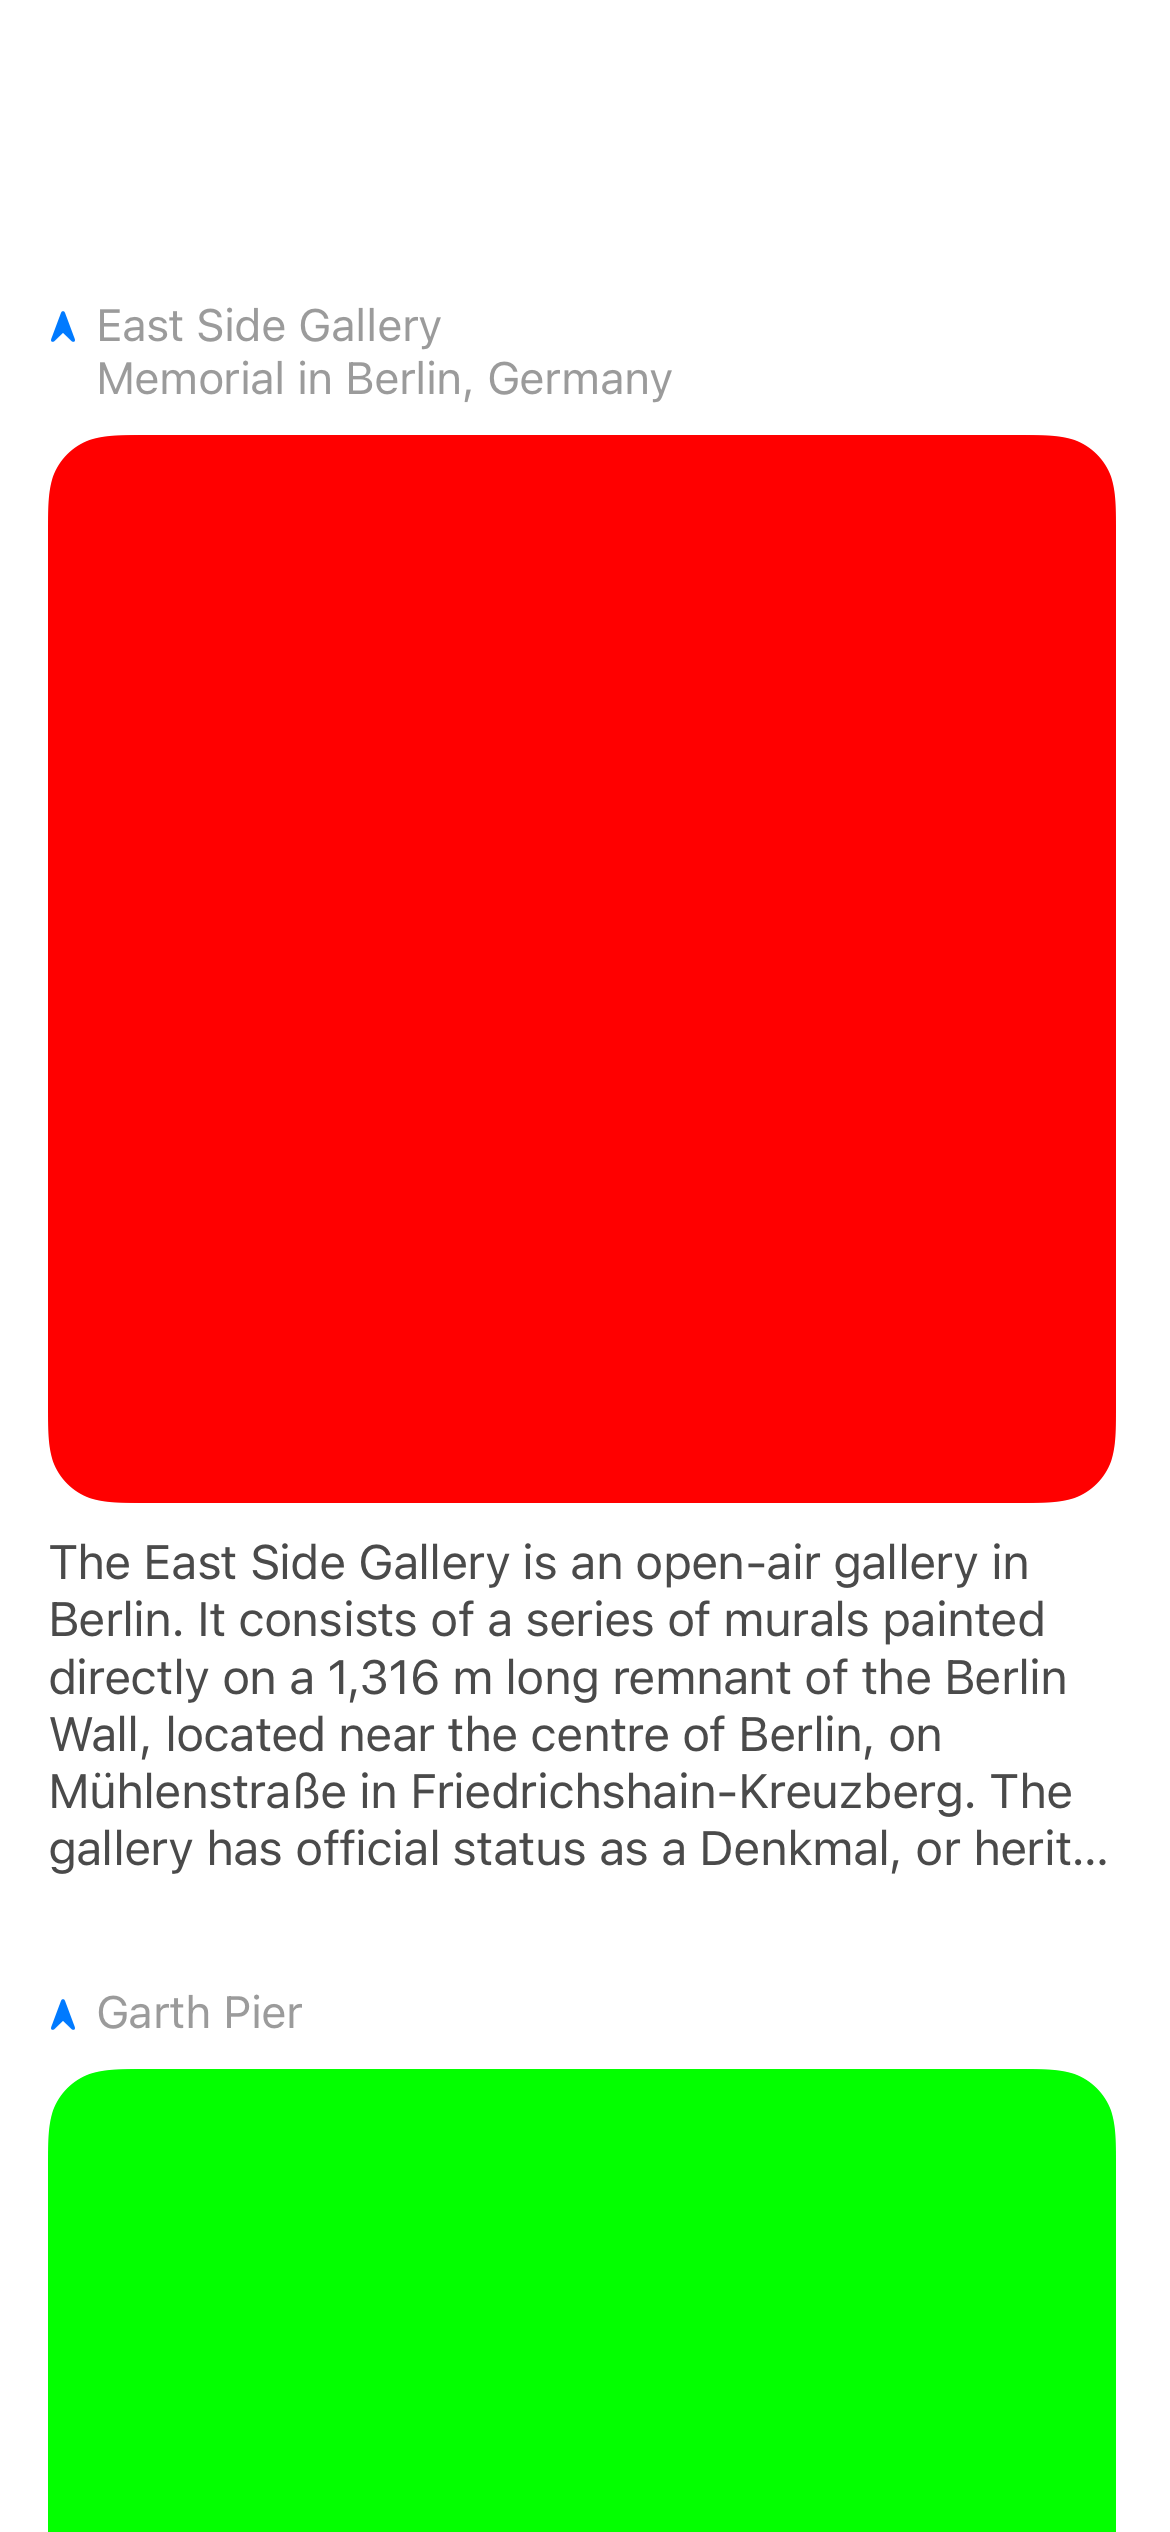 East Side Gallery
Memorial in Berlin, Germany
The East Side Gallery is an open-air gallery in
Berlin. It consists of a series of murals painted
directly on a 1,316 m long remnant of the Berlin
Wall, located near the centre of Berlin, on
Mühlenstraße in Friedrichshain-Kreuzberg. The
gallery has official status as a Denkmal, or herit...
Garth Pier